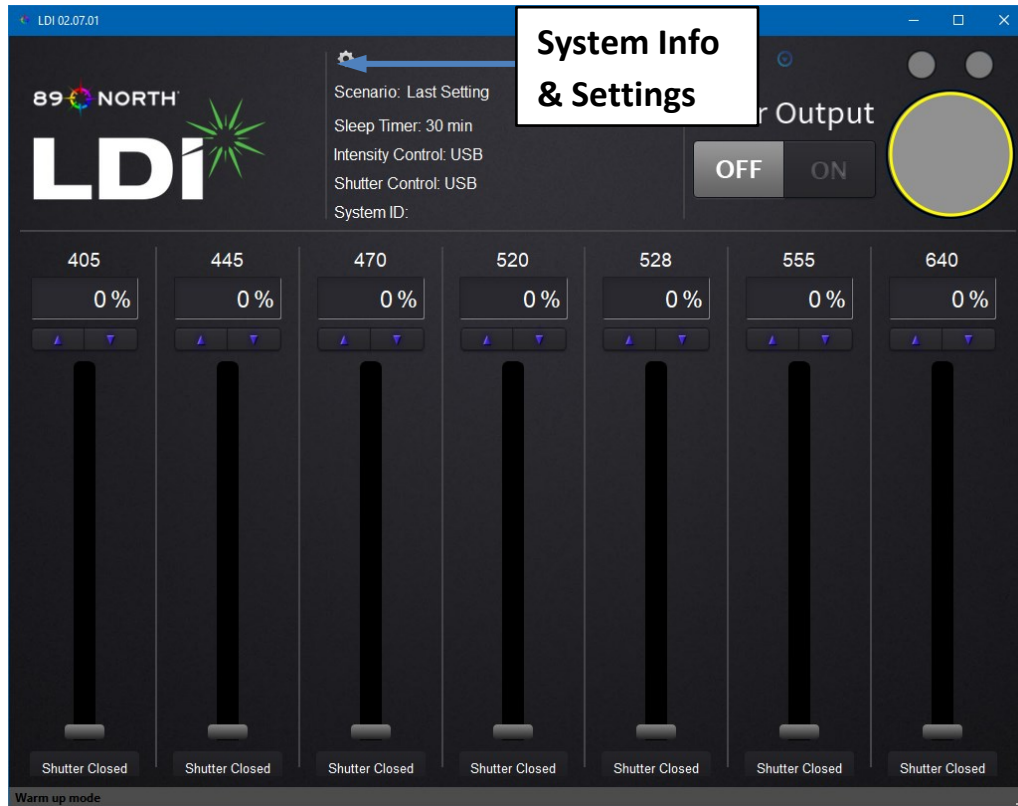 LDI 02.07.01
System Info
& Settings
89 NORTH
LDI
Scenario: Last Setting
Sleep Timer: 30 min
Intensity Control: USB
Shutter Control: USB
System ID:
r Output
OFF ON
405 445 470 520 528 555 640
0 % 0 % 0 % 0 % 0 % 0 % 0 %
Shutter Closed Shutter Closed Shutter Closed Shutter Closed Shutter Closed Shutter Closed Shutter Closed
Warm up mode